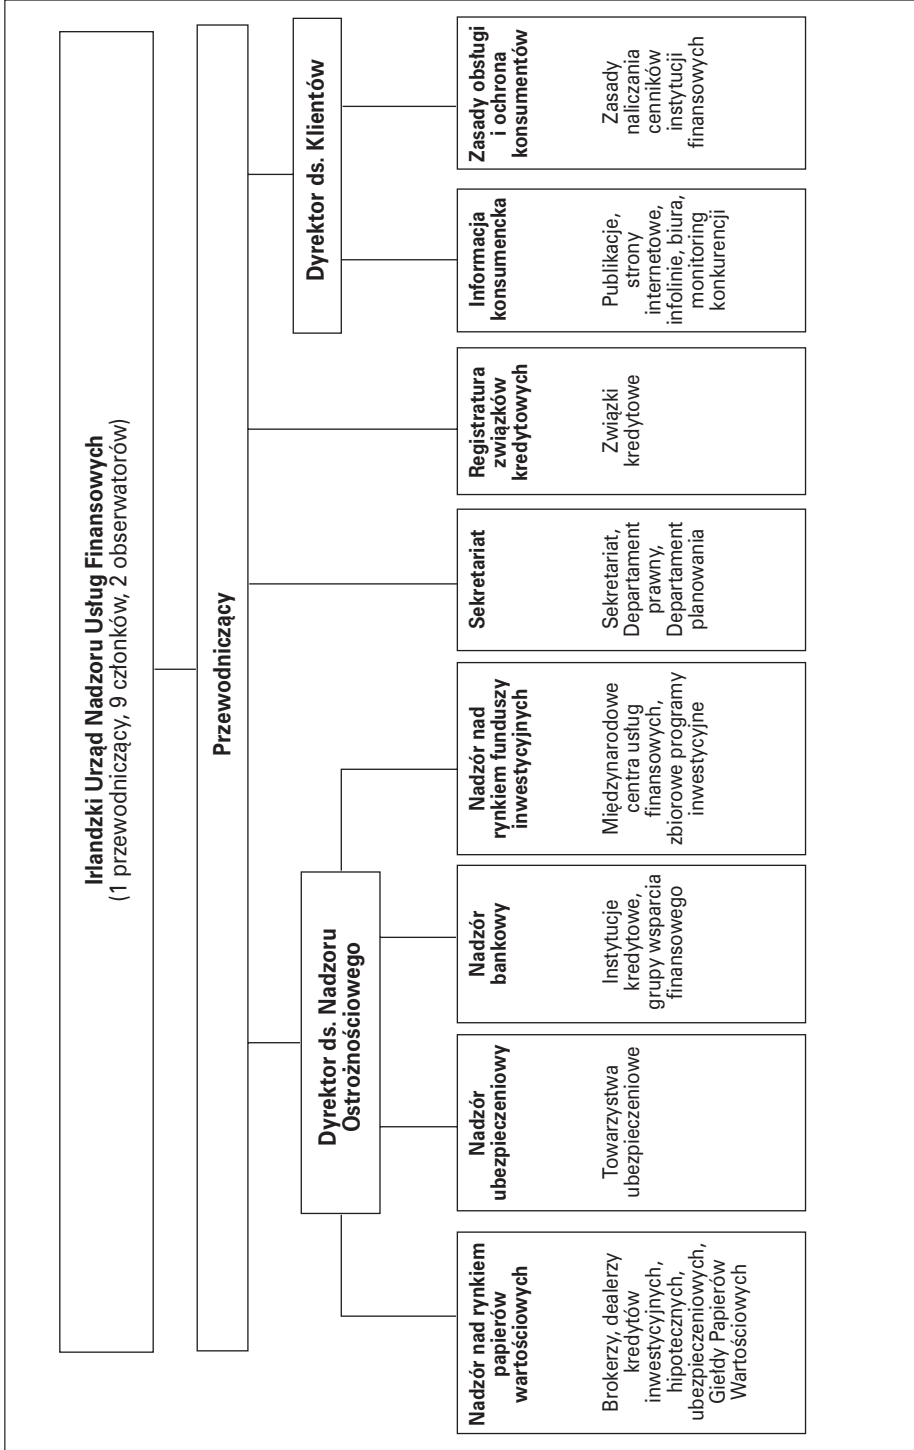 Irlandzki Urząd Nadzoru Usług Finansowych
(1 przewodniczący, 9 członków, 2 obserwatorów)
Przewodniczący
Dyrektor ds. Nadzoru
Ostrożnościowego
Dyrektor ds. Klientów
Nadzór nad rynkiem
papierów
wartościowych
Brokerzy, dealerzy
kredytów
inwestycyjnych,
hipotecznych,
ubezpieczeniowych,
Giełdy Papierów
Wartościowych
Nadzór
ubezpieczeniowy
Towarzystwa
ubezpieczeniowe
Nadzór
bankowy
Instytucje
kredytowe,
grupy wsparcia
finansowego
Nadzór nad
rynkiem funduszy
inwestycyjnych
Międzynarodowe
centra usług
finansowych,
zbiorowe programy
inwestycyjne
Sekretariat
Sekretariat,
Departament
prawny,
Departament
planowania
Registratura
związków
kredytowych
Związki
kredytowe
Informacja
konsumencka
Publikacje,
strony
internetowe,
infolinie, biura,
monitoring
konkurencji
Zasady obsługi
i ochrona
konsumentów
Zasady
naliczania
cenników
instytucji
finansowych